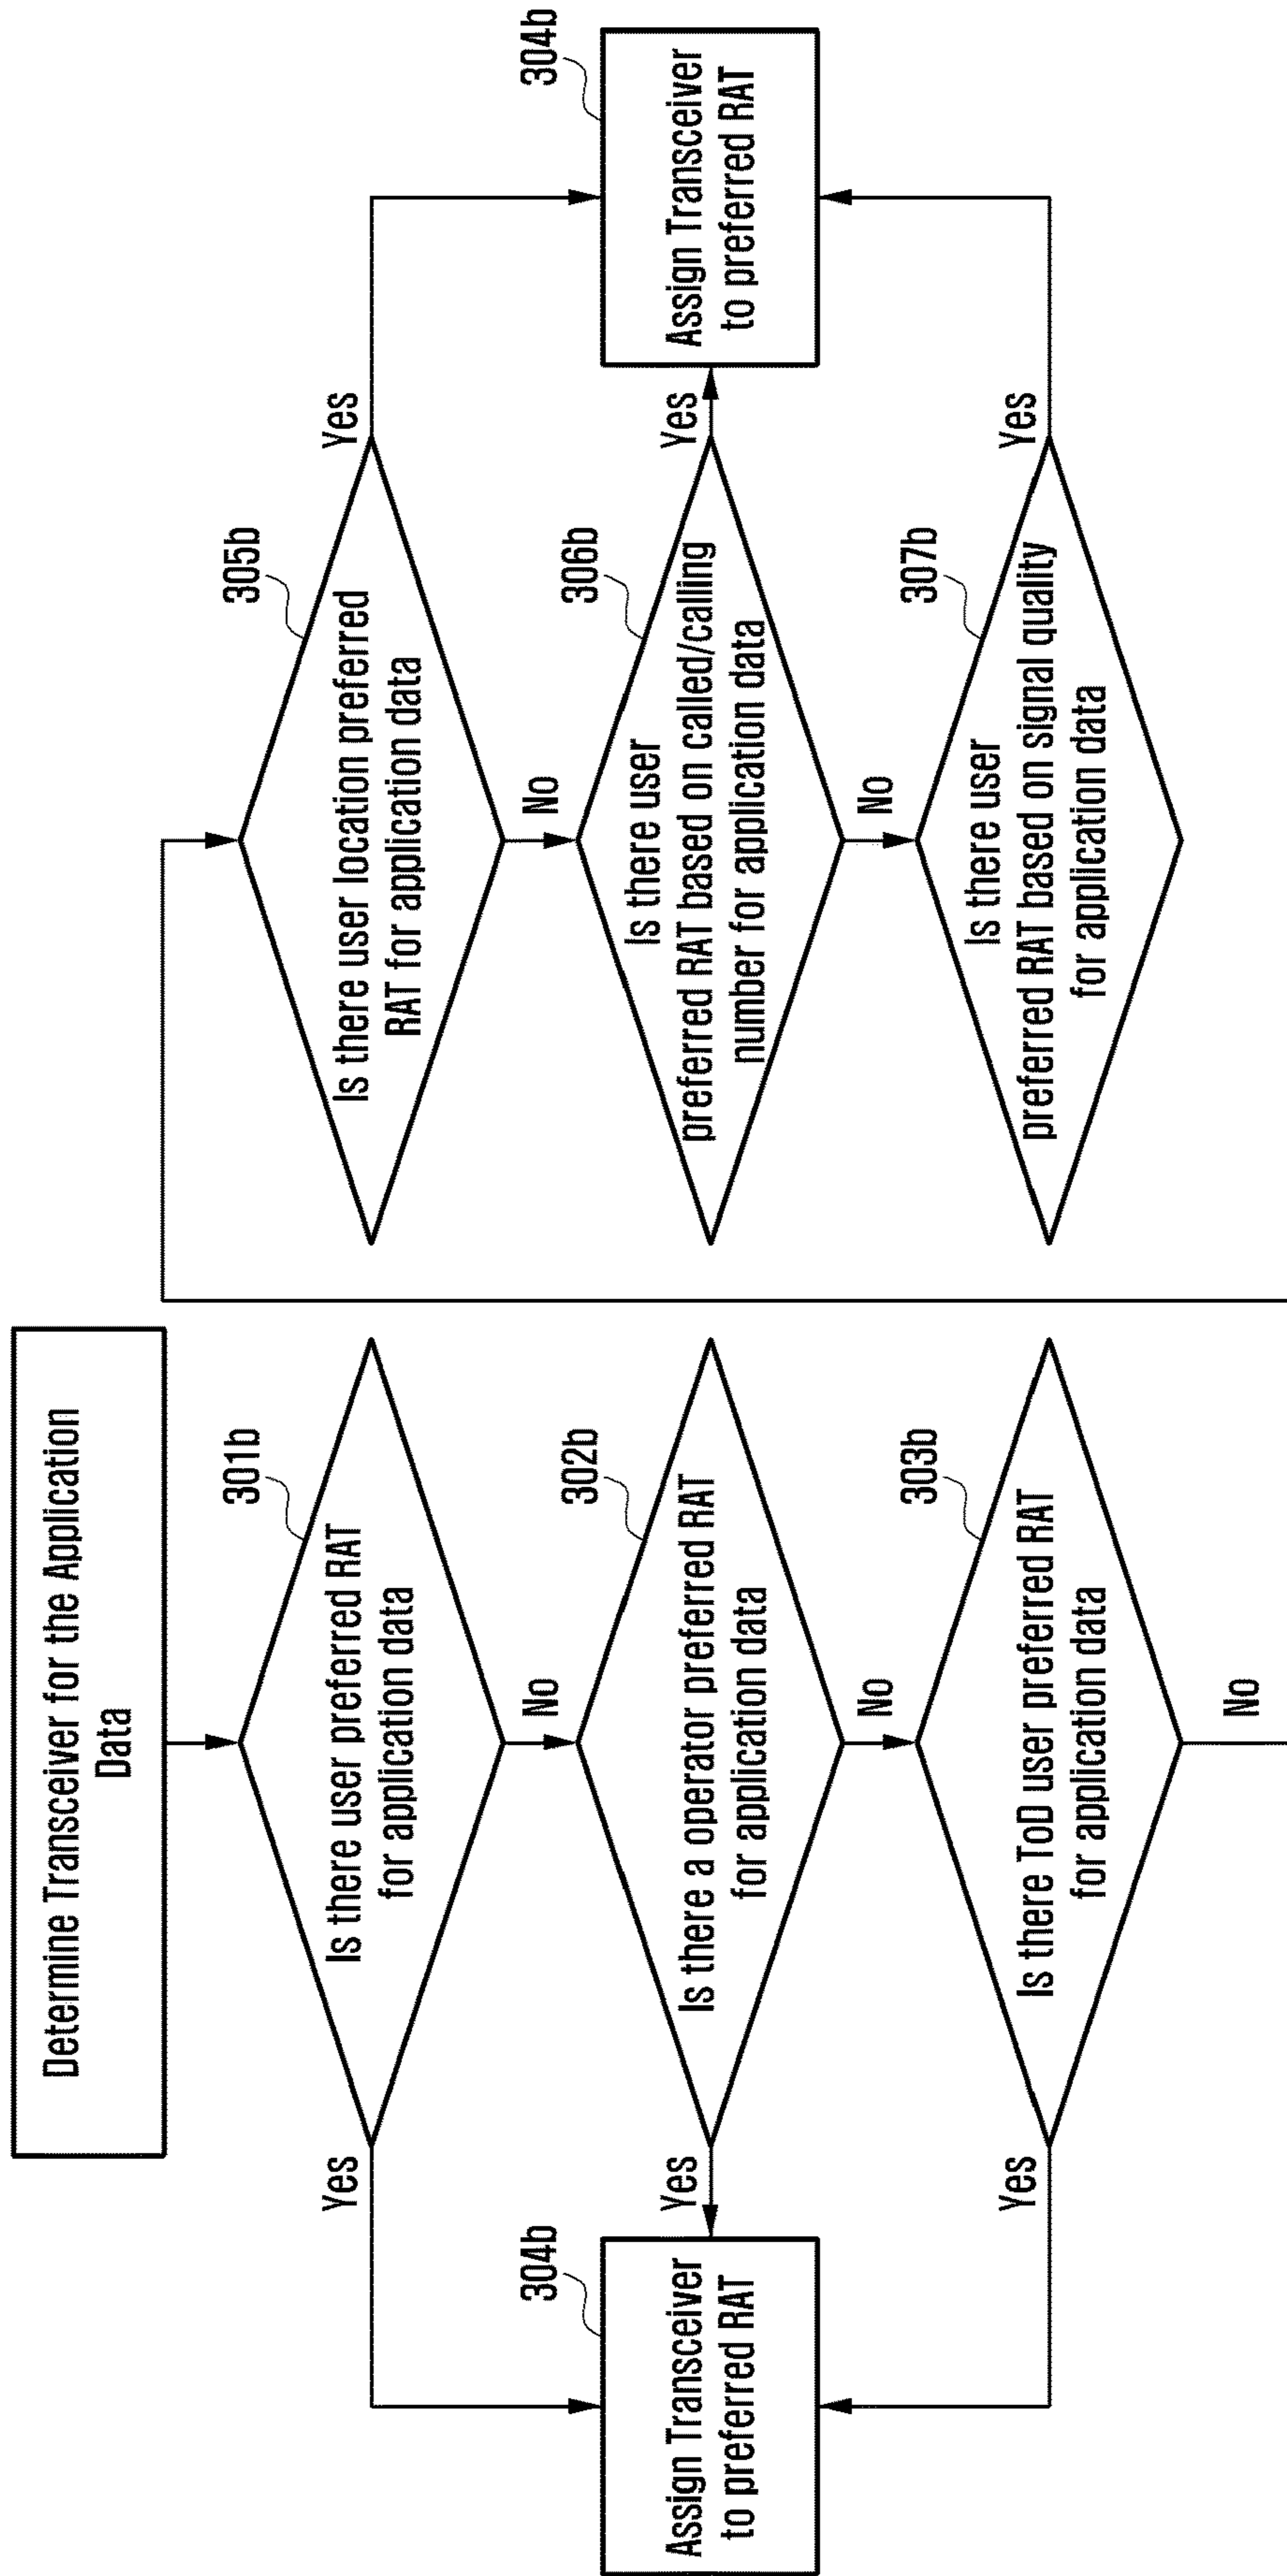 Determine Transceiver for the Application
Data
301b
Is there user preferred RAT
for application data
Yes
No
302b
Is there a operator preferred RAT
for application data
Yes
No
304b
Assign Transceiver
to preferred RAT
303b
Is there ToD user preferred RAT
for application data
Yes
No
305b
Is there user location preferred
RAT for application data
Yes
No
306b
Is there user
preferred RAT based on called/calling
number for application data
Yes
No
304b
Assign Transceiver
to preferred RAT
307b
Is there user
preferred RAT based on signal quality
for application data
Yes